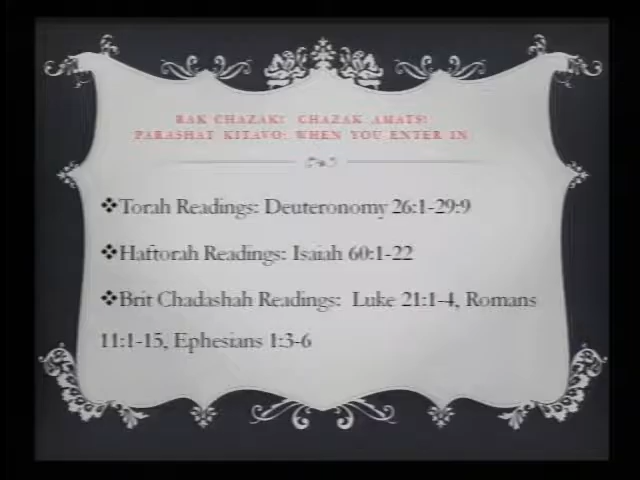 RAK CHAZAK! CHAZAK AMATS!
PARASHAT KITAVO: WHEN YOU ENTER IN
❖Torah Readings: Deuteronomy 26:1-29:9
❖Haftorah Readings: Isaiah 60:1-22
❖Brit Chadashah Readings: Luke 21:1-4, Romans
11:1-15, Ephesians 1:3-6